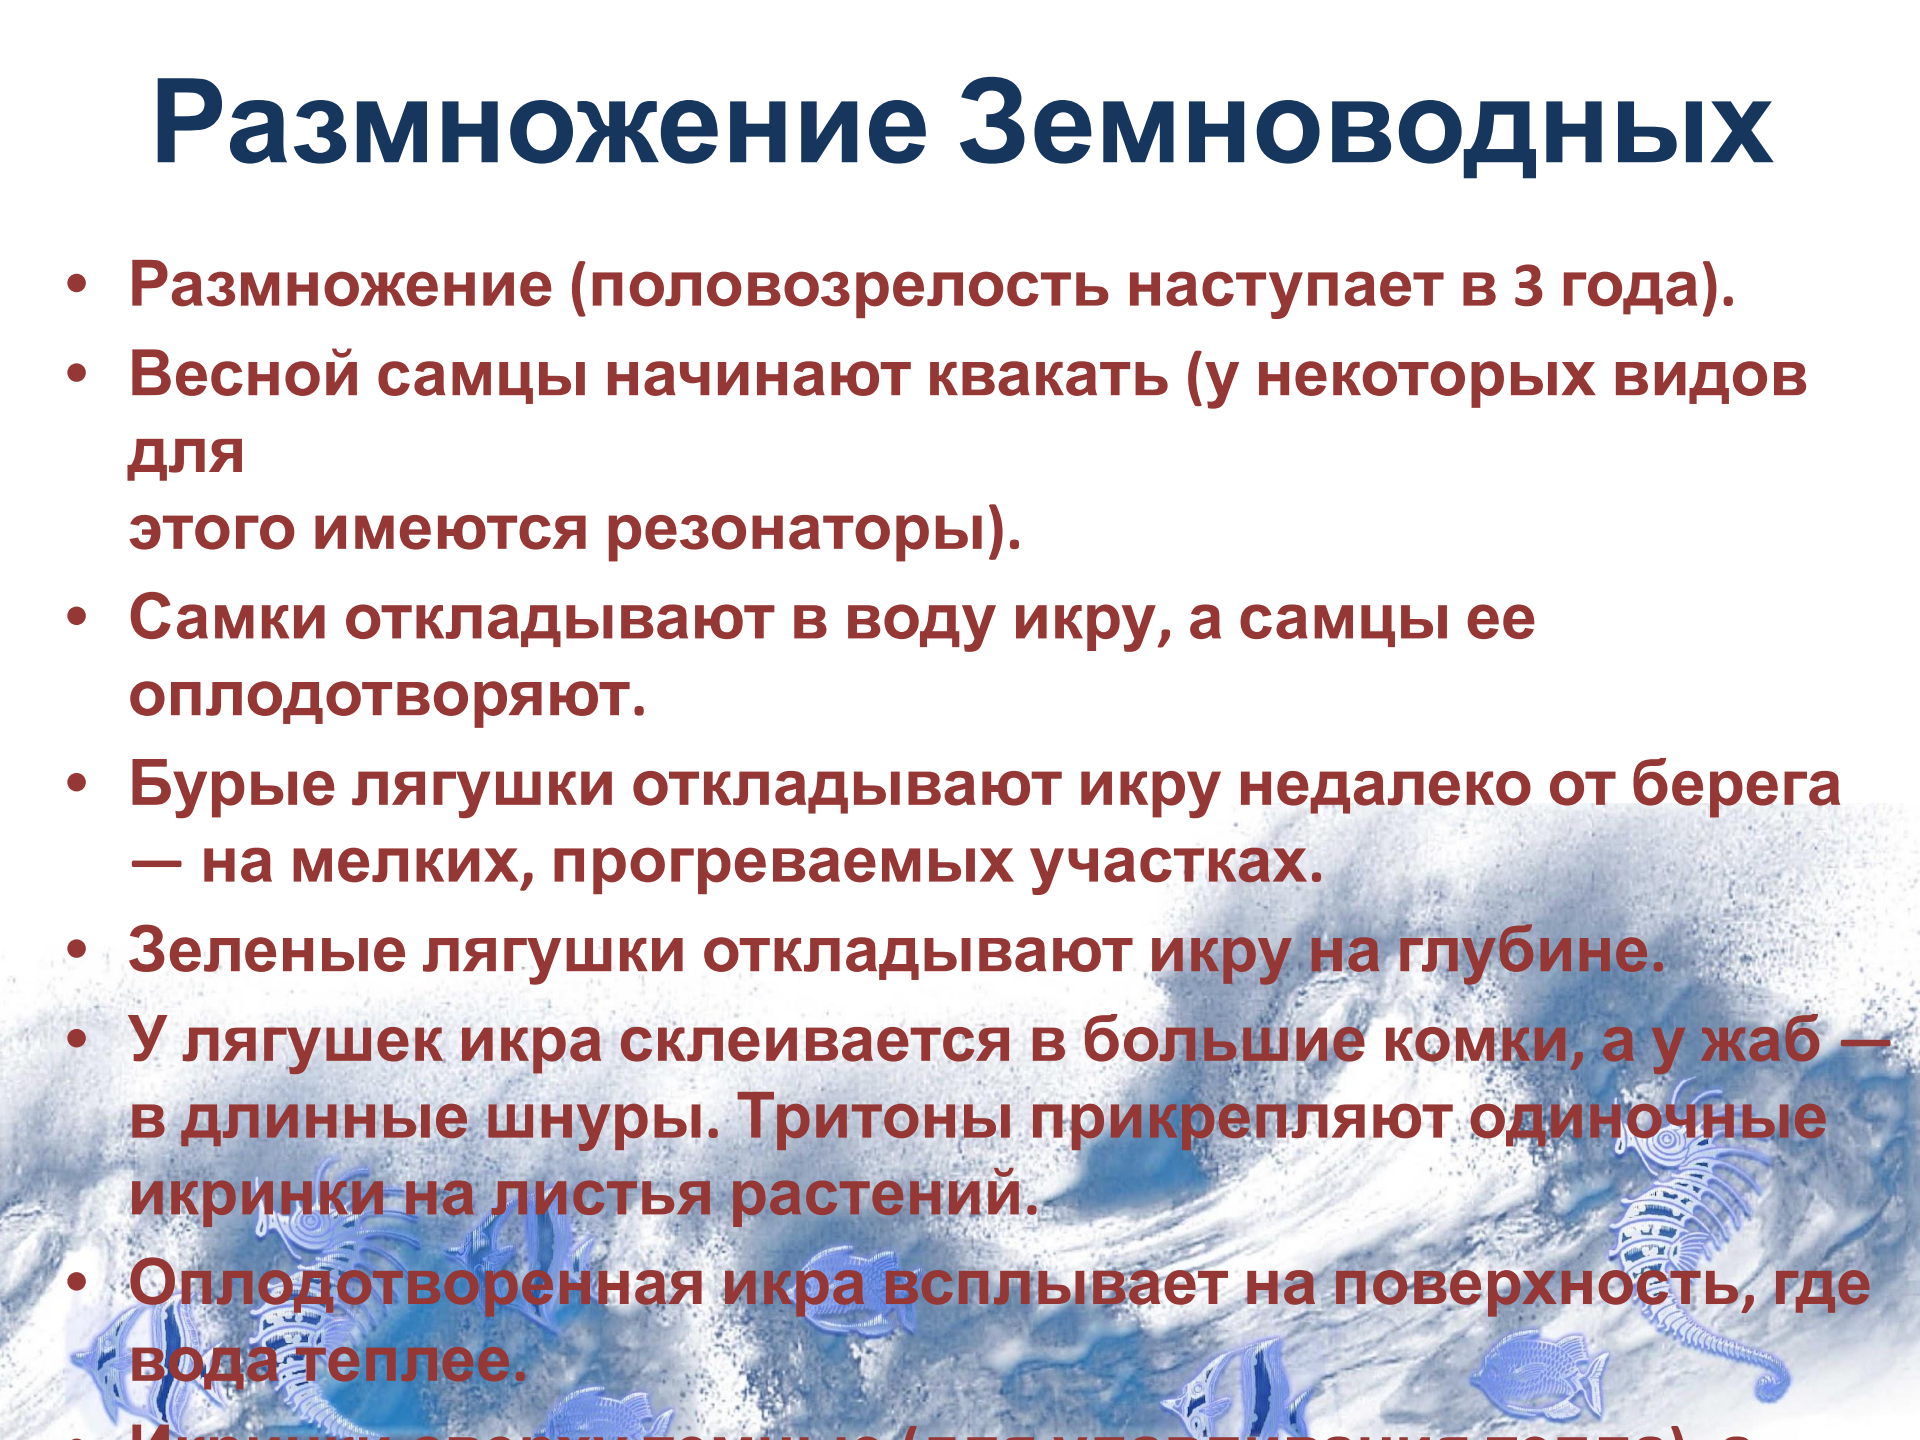 Размножение Земноводных
• Размножение (половозрелость наступает в 3 года).
• Весной самцы начинают квакать (у некоторых видов
для
этого имеются резонаторы).
• Самки откладывают в воду икру, а самцы ее
оплодотворяют.
• Бурые лягушки откладывают икру недалеко от берега
— на мелких, прогреваемых участках.
• Зеленые лягушки откладывают икру на глубине.
• У лягушек икра склеивается в большие комки, а у жаб —
в длинные шнуры. Тритоны прикрепляют одиночные
икринки на листья растений.
• Оплодотворенная икра всплывает на поверхность, где
вода теплее.